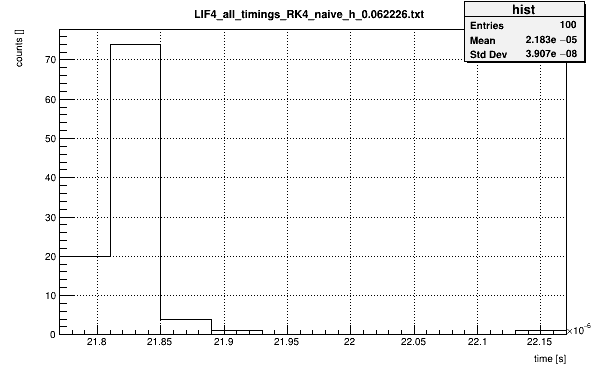 LIF4_all_timings_RK4_naive_h_0.062226.txt
hist
Entries 100
Mean 2.183e −05
Std Dev 3.907e −08
counts []
70
60
50
40
30
20
10
0
21.8 21.85 21.9 21.95 22 22.05 22.1 22.15
×10⁻⁶
time [s]